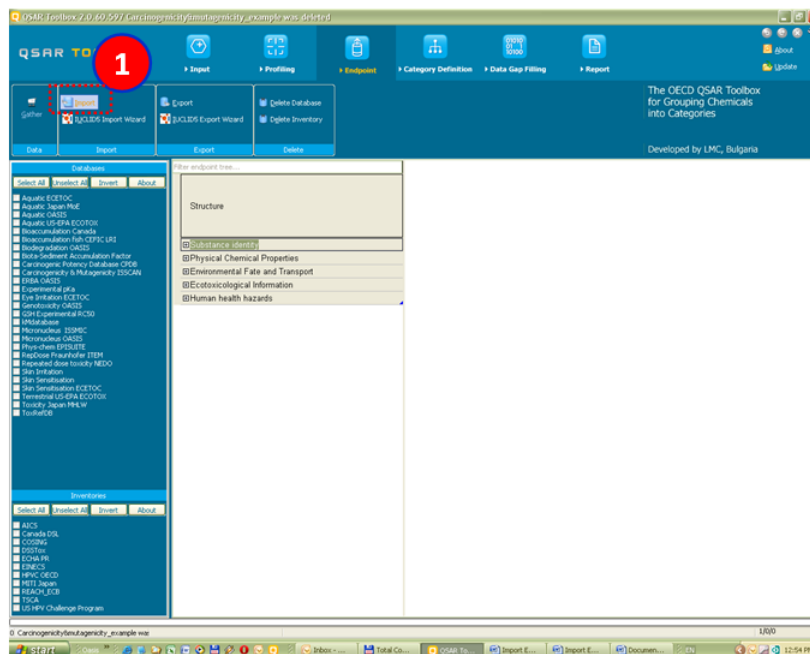 QSAR Toolbox 2.0.60.597 Carcinogenicity&mutagenicity_example was deleted
QSAR TO
1
Input
Profiling
Endpoint
Category Definition
Data Gap Filling
Report
About
Update
Gather
Import
IUCLID5 Import Wizard
Export
IUCLID5 Export Wizard
Delete Database
Delete Inventory
Data
Import
Export
Delete
The OECD QSAR Toolbox
for Grouping Chemicals
into Categories
Developed by LMC, Bulgaria
Databases
Select All Unselect All Invert About
Aquatic ECETOC
Aquatic Japan MoE
Aquatic OASIS
Aquatic US-EPA ECOTOX
Bioaccumulation Canada
Bioaccumulation fish CEFIC LRI
Biodegradation OASIS
Biota-Sediment Accumulation Factor
Carcinogenic Potency Database CPDB
Carcinogenicity & Mutagenicity ISSCAN
ERBA OASIS
Experimental pKa
Eye Irritation ECETOC
Genotoxicity OASIS
GSH Experimental RC50
kMdatabase
Micronucleus ISSMIC
Micronucleus OASIS
Phys-chem EPISUITE
RepDose Fraunhofer ITEM
Repeated dose toxicity NEDO
Skin Irritation
Skin Sensitisation
Skin Sensitisation ECETOC
Terrestrial US-EPA ECOTOX
Toxicity Japan MHLW
ToxRefDB
Inventories
Select All Unselect All Invert About
AICS
Canada DSL
COSING
DSSTox
ECHA PR
EINECS
HPVC OECD
METI Japan
REACH_ECB
TSCA
US HPV Challenge Program
Filter endpoint tree...
Structure
Substance identity
Physical Chemical Properties
Environmental Fate and Transport
Ecotoxicological Information
Human health hazards
0 Carcinogenicity&mutagenicity_example was
1/0/0
start
Inbox - ...
Total Co...
QSAR To...
Import E...
Import E...
Documen...
EN
12:54